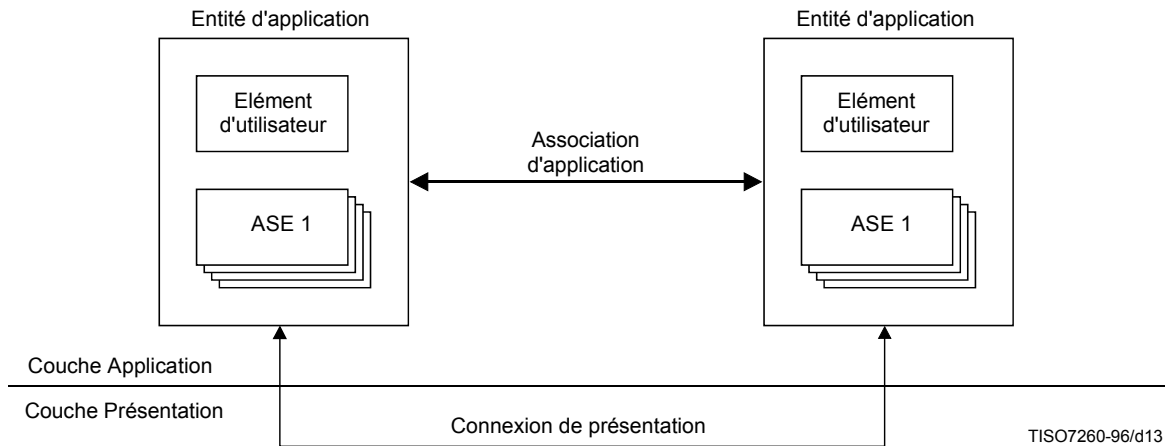 Entité d'application
Entité d'application
Elément
d'utilisateur
Elément
d'utilisateur
Association
d'application
ASE 1
ASE 1
Couche Application
Couche Présentation
Connexion de présentation
TISO7260-96/d13